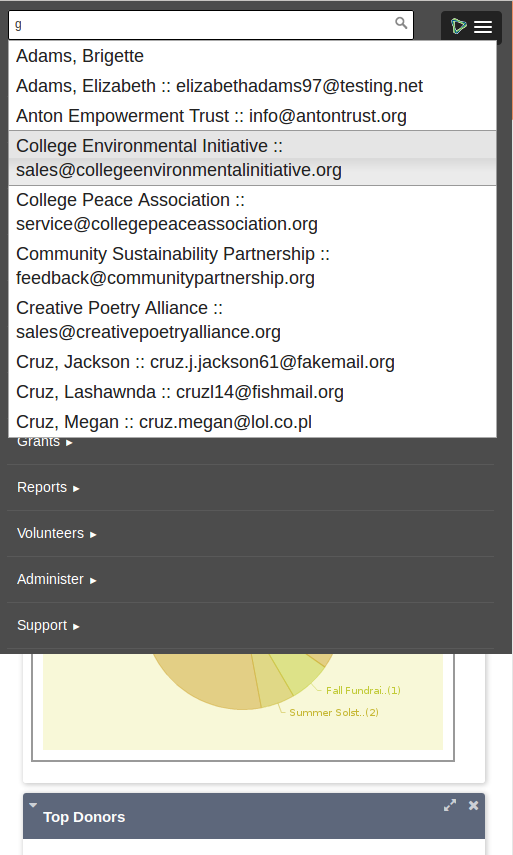 g
Adams, Brigette
Adams, Elizabeth :: elizabethadams97@testing.net
Anton Empowerment Trust :: info@antontrust.org
College Environmental Initiative ::
sales@collegeenvironmentalinitiative.org
College Peace Association ::
service@collegepeaceassociation.org
Community Sustainability Partnership ::
feedback@communitypartnership.org
Creative Poetry Alliance ::
sales@creativepoetryalliance.org
Cruz, Jackson :: cruz.j.jackson61@fakemail.org
Cruz, Lashawnda :: cruzl14@fishmail.org
Cruz, Megan :: cruz.megan@lol.co.pl
Grants ►
Reports ►
Volunteers ►
Administer ►
Support ►
Fall Fundrai..(1)
Summer Solst..(2)
Top Donors